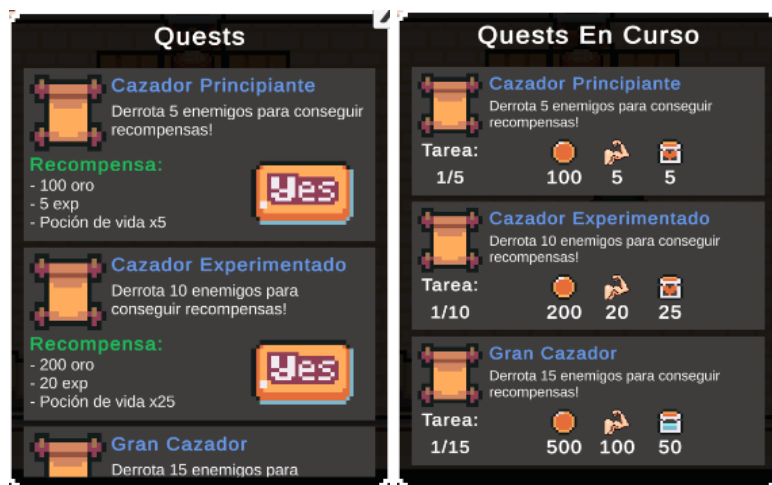 Quests
Cazador Principiante
Derrota 5 enemigos para conseguir
recompensas!
Recompensa:
- 100 oro
- 5 exp
- Poción de vida x5
Yes
Cazador Experimentado
Derrota 10 enemigos para
conseguir recompensas!
Recompensa:
- 200 oro
- 20 exp
- Poción de vida x25
Yes
Gran Cazador
Derrota 15 enemigos para
Quests En Curso
Cazador Principiante
Derrota 5 enemigos para conseguir
recompensas!
Tarea:
1/5 100 5 5
Cazador Experimentado
Derrota 10 enemigos para conseguir
recompensas!
Tarea:
1/10 200 20 25
Gran Cazador
Derrota 15 enemigos para conseguir
recompensas!
Tarea:
1/15 500 100 50